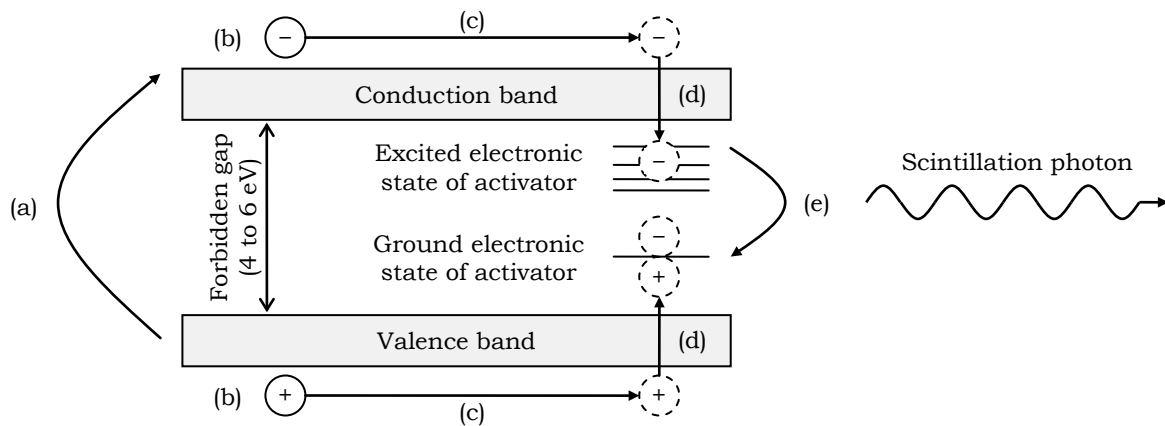 (b) − (c) −
Conduction band (d)
Excited electronic
state of activator
−
Scintillation photon
(a)
Forbidden gap
(4 to 6 eV)
(e)
−
Ground electronic
state of activator
+
Valence band (d)
(b) + (c) +